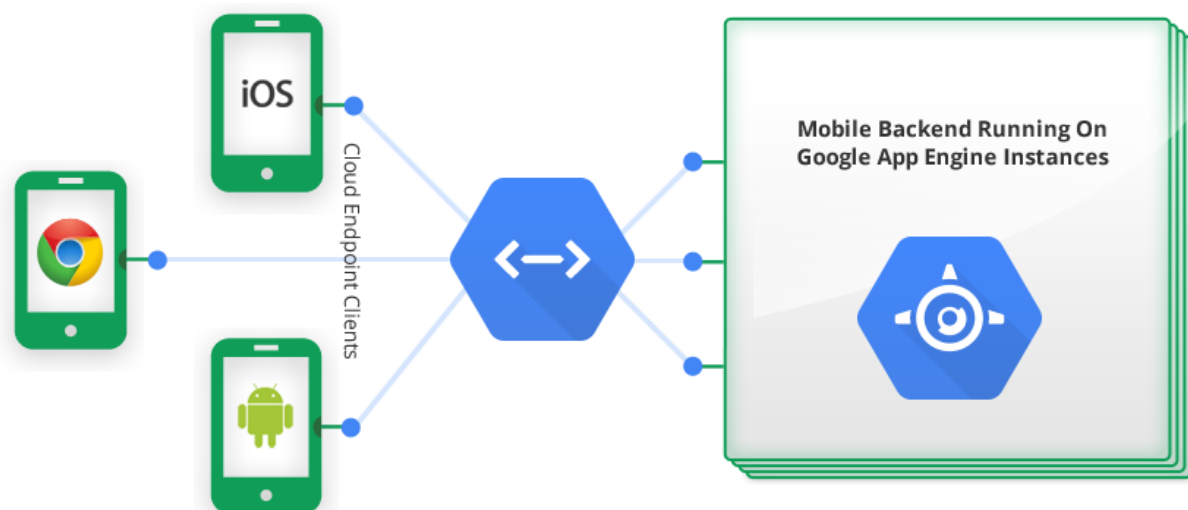 iOS
Cloud Endpoint Clients
Mobile Backend Running On
Google App Engine Instances